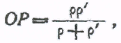 OP = pp′ / (p + p′),